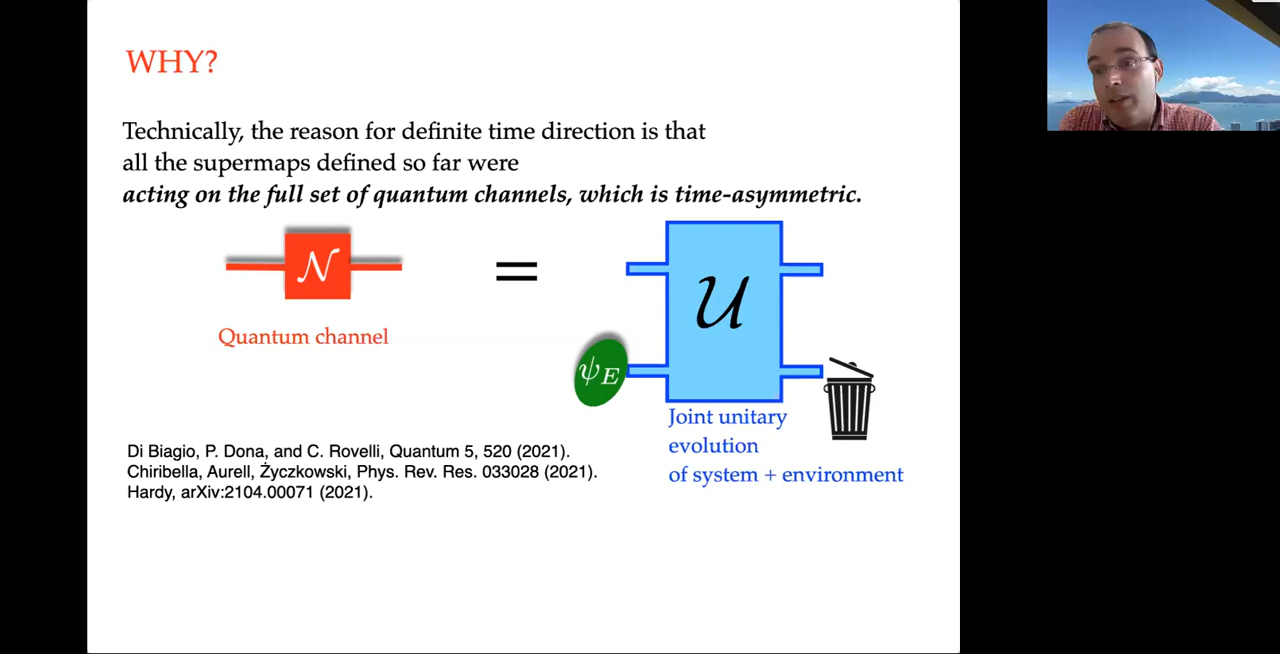 WHY?
Technically, the reason for definite time direction is that
all the supermaps defined so far were
acting on the full set of quantum channels, which is time-asymmetric.
𝒩
=
𝒰
Quantum channel
ψE
Joint unitary
evolution
of system + environment
Di Biagio, P. Dona, and C. Rovelli, Quantum 5, 520 (2021).
Chiribella, Aurell, Życzkowski, Phys. Rev. Res. 033028 (2021).
Hardy, arXiv:2104.00071 (2021).